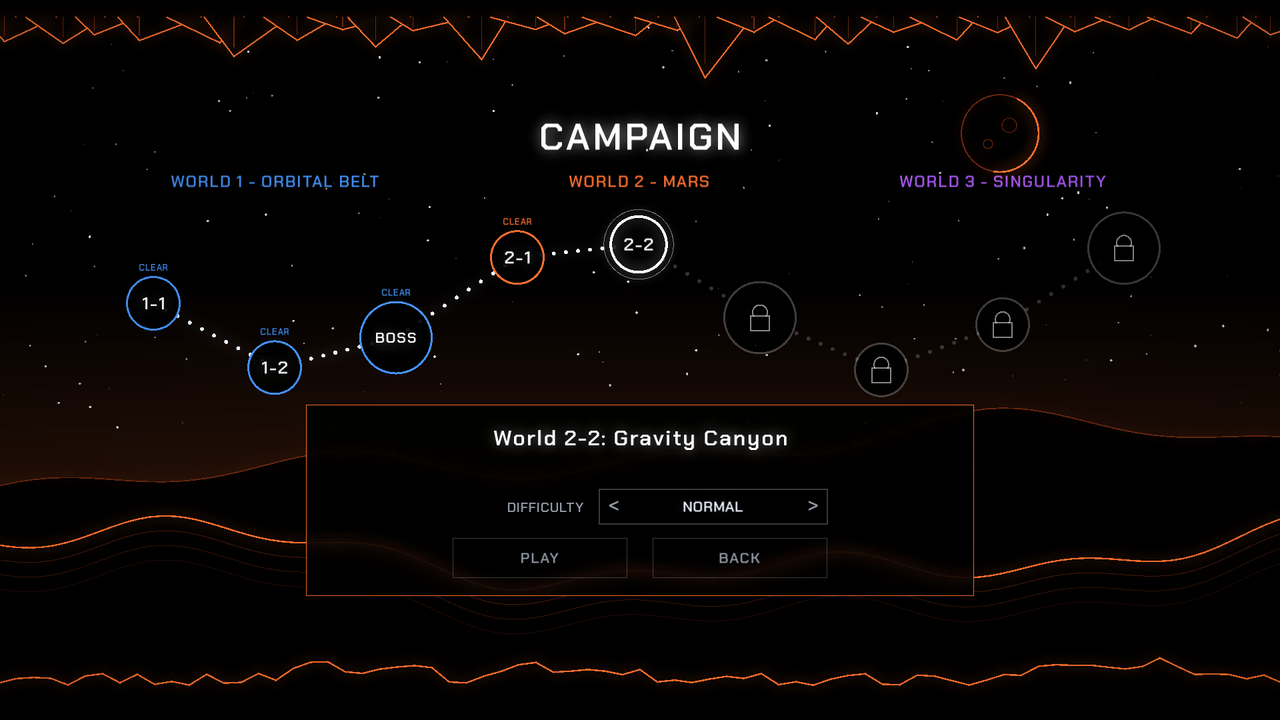 CAMPAIGN
WORLD 1 - ORBITAL BELT
WORLD 2 - MARS
WORLD 3 - SINGULARITY
CLEAR
1-1
CLEAR
1-2
CLEAR
BOSS
CLEAR
2-1
2-2
World 2-2: Gravity Canyon
DIFFICULTY < NORMAL >
PLAY BACK